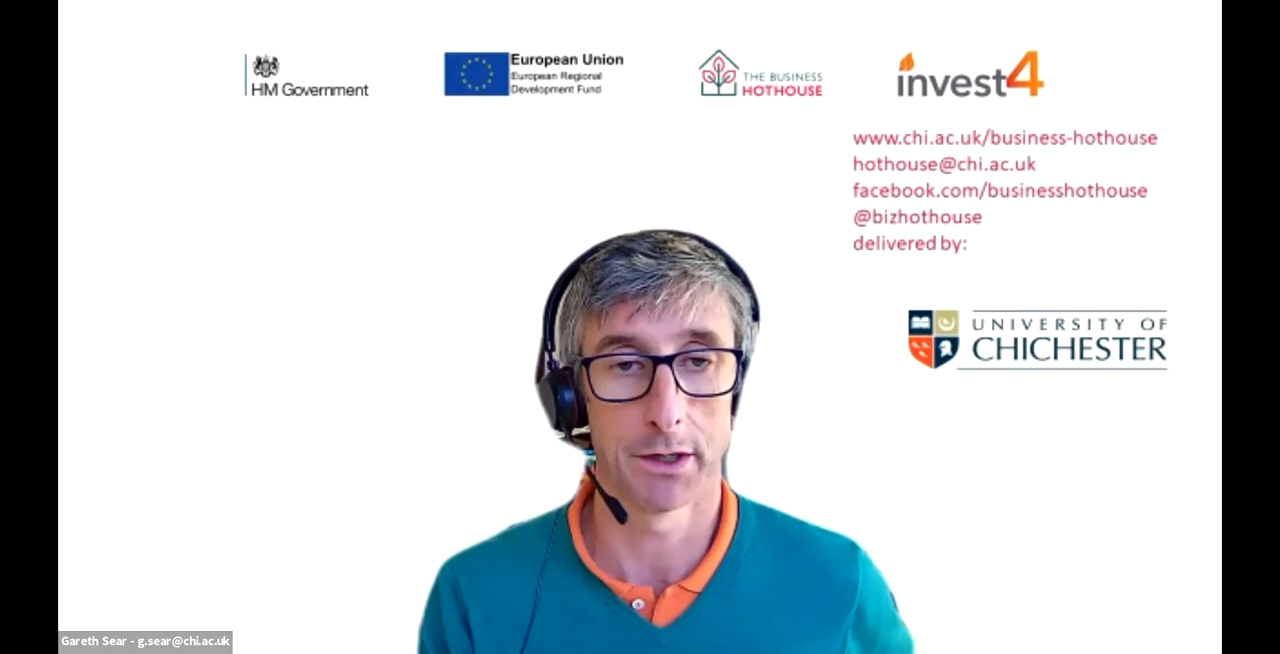 HM Government
European Union
European Regional
Development Fund
THE BUSINESS
HOTHOUSE
invest4
www.chi.ac.uk/business-hothouse
hothouse@chi.ac.uk
facebook.com/businesshothouse
@bizhothouse
delivered by:
UNIVERSITY OF
CHICHESTER
Gareth Sear - g.sear@chi.ac.uk